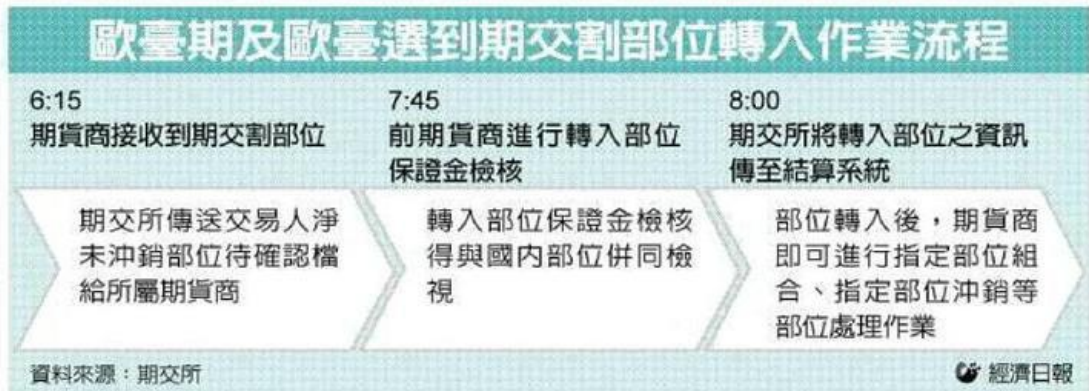 歐臺期及歐臺選到期交割部位轉入作業流程
6:15
期貨商接收到期交割部位
期交所傳送交易人淨
未沖銷部位待確認檔
給所屬期貨商
7:45
前期貨商進行轉入部位
保證金檢核
轉入部位保證金檢核
得與國內部位併同檢
視
8:00
期交所將轉入部位之資訊
傳至結算系統
部位轉入後，期貨商
即可進行指定部位組
合、指定部位沖銷等
部位處理作業
資料來源：期交所
經濟日報